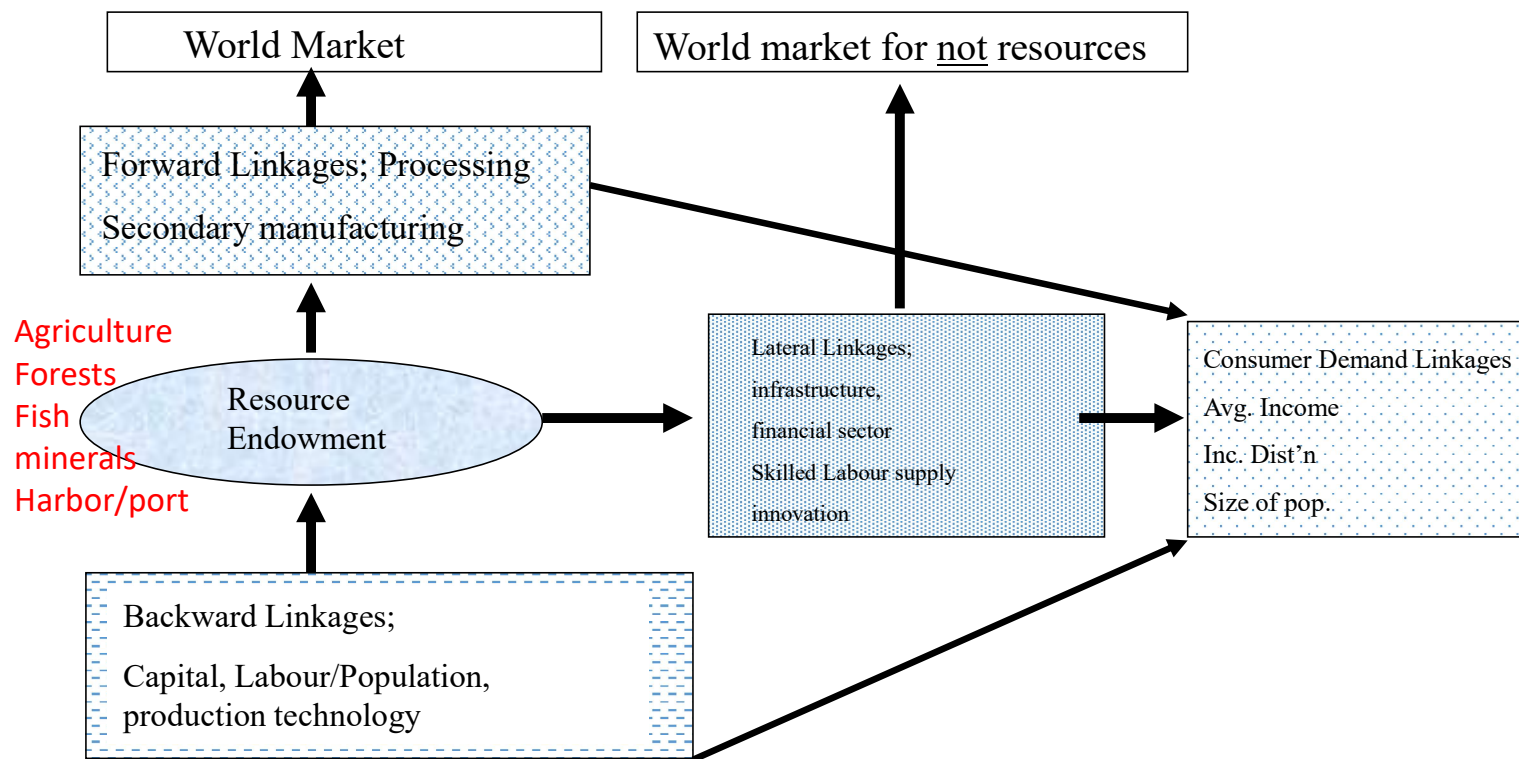 World Market
World market for not resources
Forward Linkages; Processing
Secondary manufacturing
Agriculture
Forests
Fish
minerals
Harbor/port
Resource
Endowment
Lateral Linkages;
infrastructure,
financial sector
Skilled Labour supply
innovation
Consumer Demand Linkages
Avg. Income
Inc. Dist’n
Size of pop.
Backward Linkages;
Capital, Labour/Population,
production technology